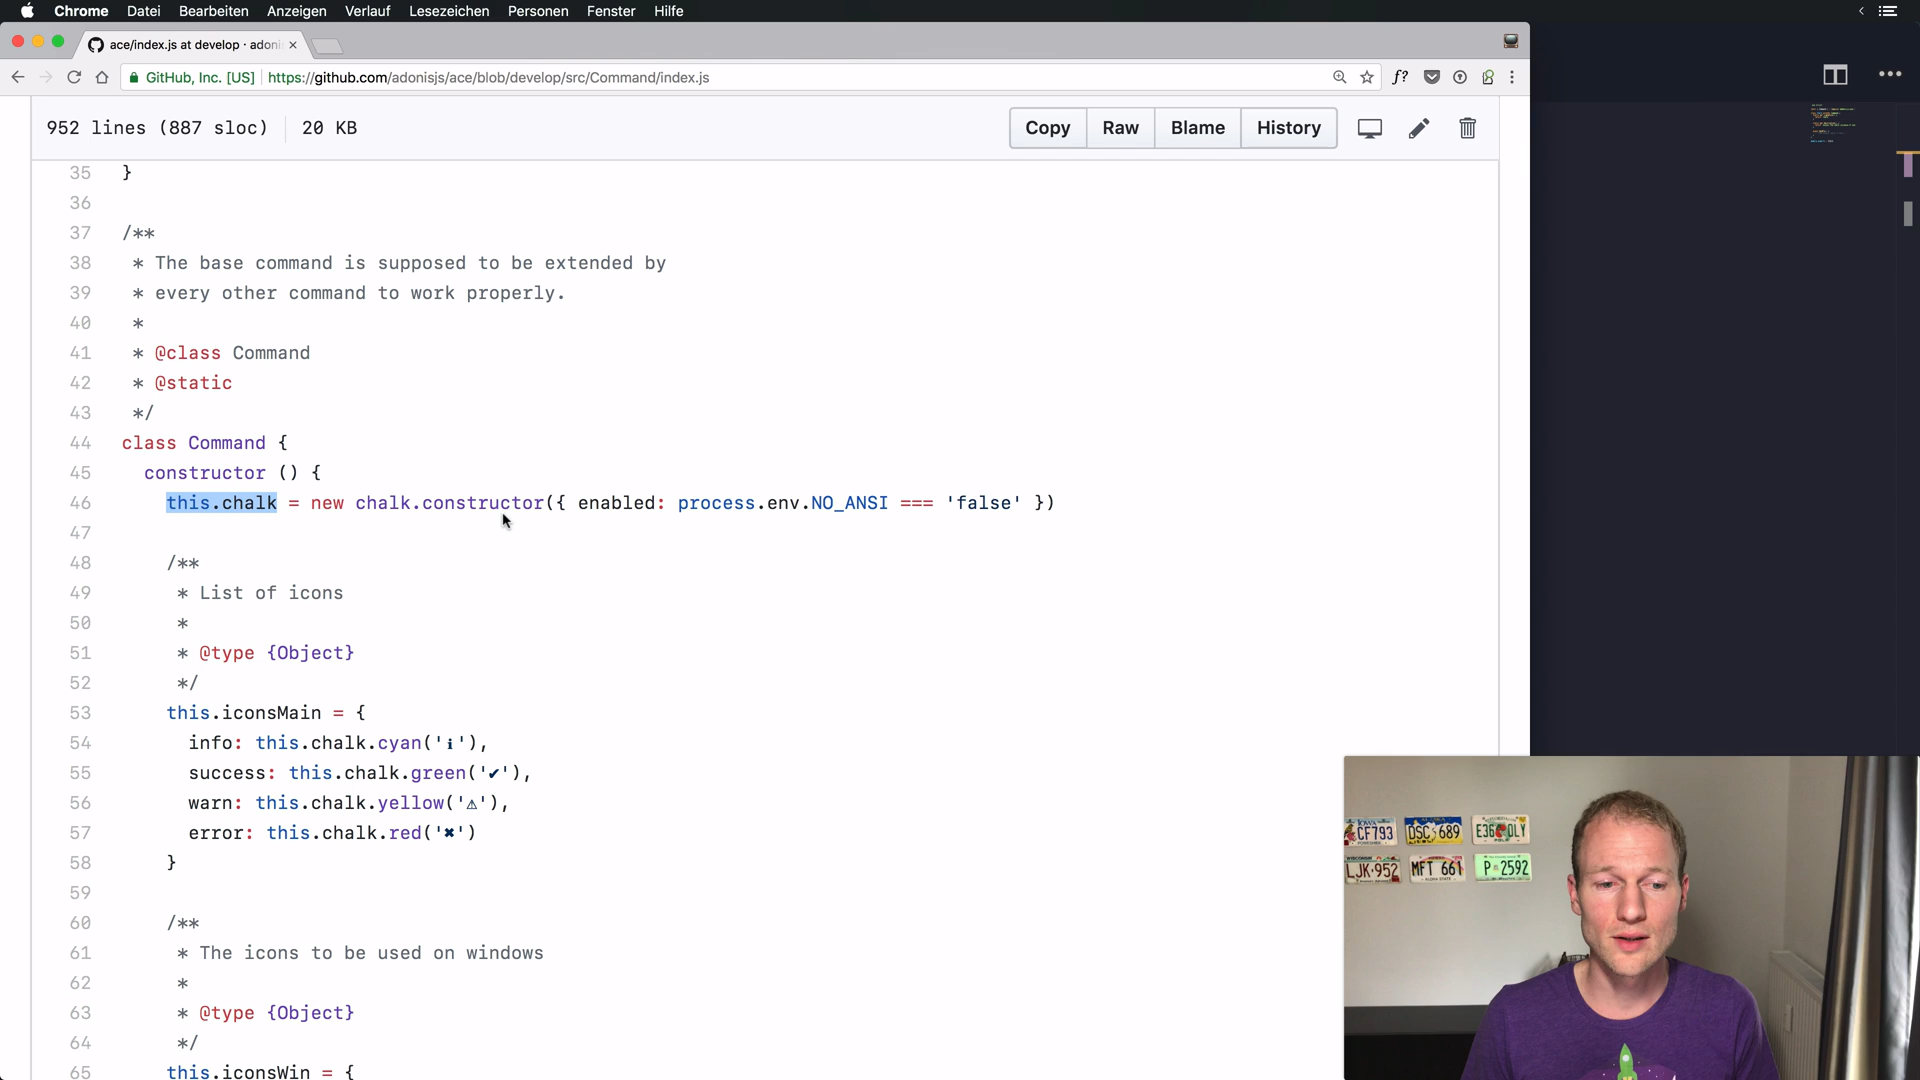 Chrome Datei Bearbeiten Anzeigen Verlauf Lesezeichen Personen Fenster Hilfe
ace/index.js at develop · adoni
GitHub, Inc. [US] https://github.com/adonisjs/ace/blob/develop/src/Command/index.js
952 lines (887 sloc) 20 KB
Copy Raw Blame History
35 }
36
37 /**
38 * The base command is supposed to be extended by
39 * every other command to work properly.
40 *
41 * @class Command
42 * @static
43 */
44 class Command {
45 constructor () {
46 this.chalk = new chalk.constructor({ enabled: process.env.NO_ANSI === 'false' })
47
48 /**
49 * List of icons
50 *
51 * @type {Object}
52 */
53 this.iconsMain = {
54 info: this.chalk.cyan('ℹ'),
55 success: this.chalk.green('✔'),
56 warn: this.chalk.yellow('⚠'),
57 error: this.chalk.red('✖')
58 }
59
60 /**
61 * The icons to be used on windows
62 *
63 * @type {Object}
64 */
65 this.iconsWin = {
CF793 DSC 689
LJK·952 MFT 661 P 2592